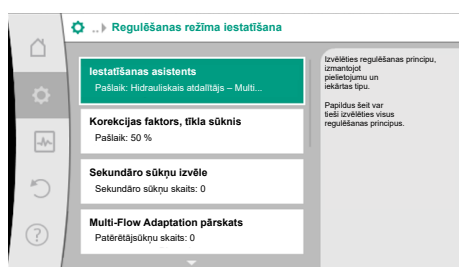 ..▸ Regulēšanas režīma iestatīšana
Iestatīšanas asistents
Pašlaik: Hidrauliskais atdalītājs – Multi...
Korekcijas faktors, tīkla sūknis
Pašlaik: 50 %
Sekundāro sūkņu izvēle
Sekundāro sūkņu skaits: 0
Multi-Flow Adaptation pārskats
Patērētājsūkņu skaits: 0
Izvēlēties regulēšanas principu,
izmantojot
pielietojumu un
iekārtas tipu.
Papildus šeit var
tieši izvēlēties visus
regulēšanas principus.